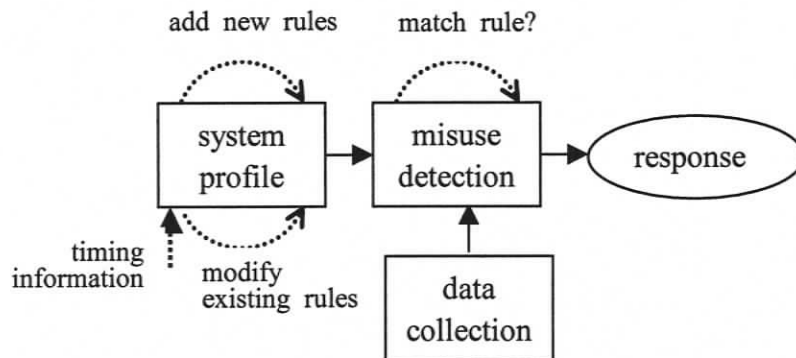 add new rules
match rule?
system
profile
misuse
detection
response
timing
information
modify
existing rules
data
collection